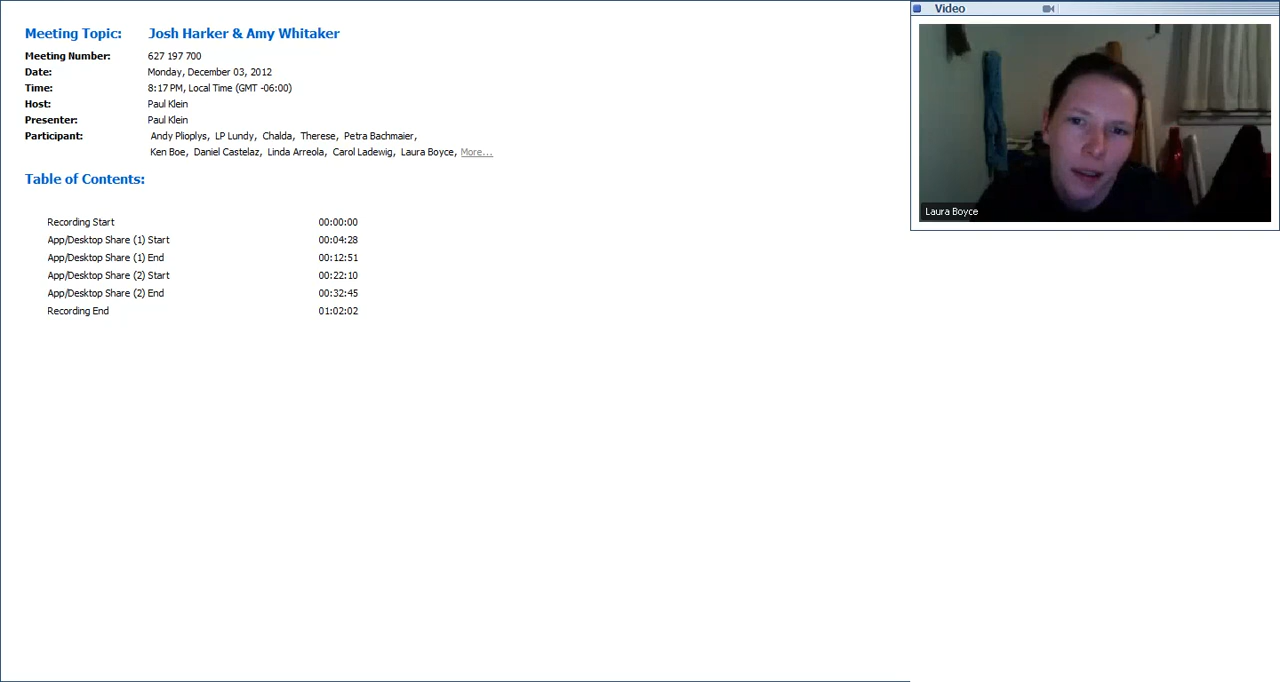 Meeting Topic: Josh Harker & Amy Whitaker
Meeting Number: 627 197 700
Date: Monday, December 03, 2012
Time: 8:17 PM, Local Time (GMT -06:00)
Host: Paul Klein
Presenter: Paul Klein
Participant: Andy Plioplys, LP Lundy, Chalda, Therese, Petra Bachmaier,
Ken Boe, Daniel Castelaz, Linda Arreola, Carol Ladewig, Laura Boyce, More...
Table of Contents:
Recording Start 00:00:00
App/Desktop Share (1) Start 00:04:28
App/Desktop Share (1) End 00:12:51
App/Desktop Share (2) Start 00:22:10
App/Desktop Share (2) End 00:32:45
Recording End 01:02:02
Video
Laura Boyce